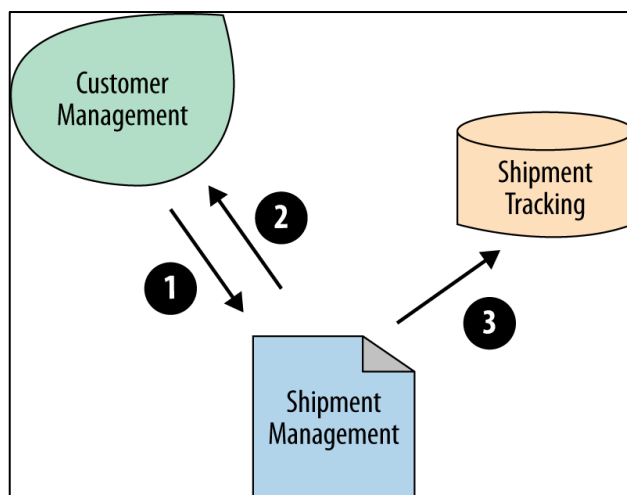 Customer
Management
Shipment
Tracking
2
1
3
Shipment
Management